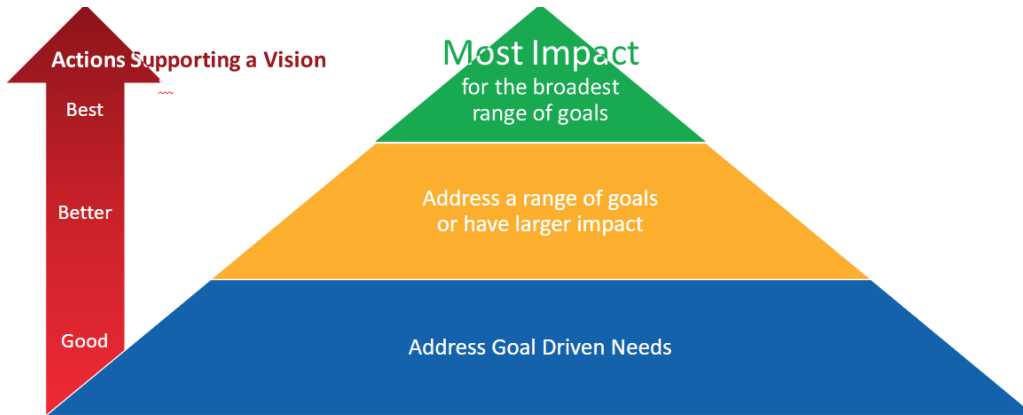 Actions Supporting a Vision
Best
Better
Good
Most Impact
for the broadest
range of goals
Address a range of goals
or have larger impact
Address Goal Driven Needs